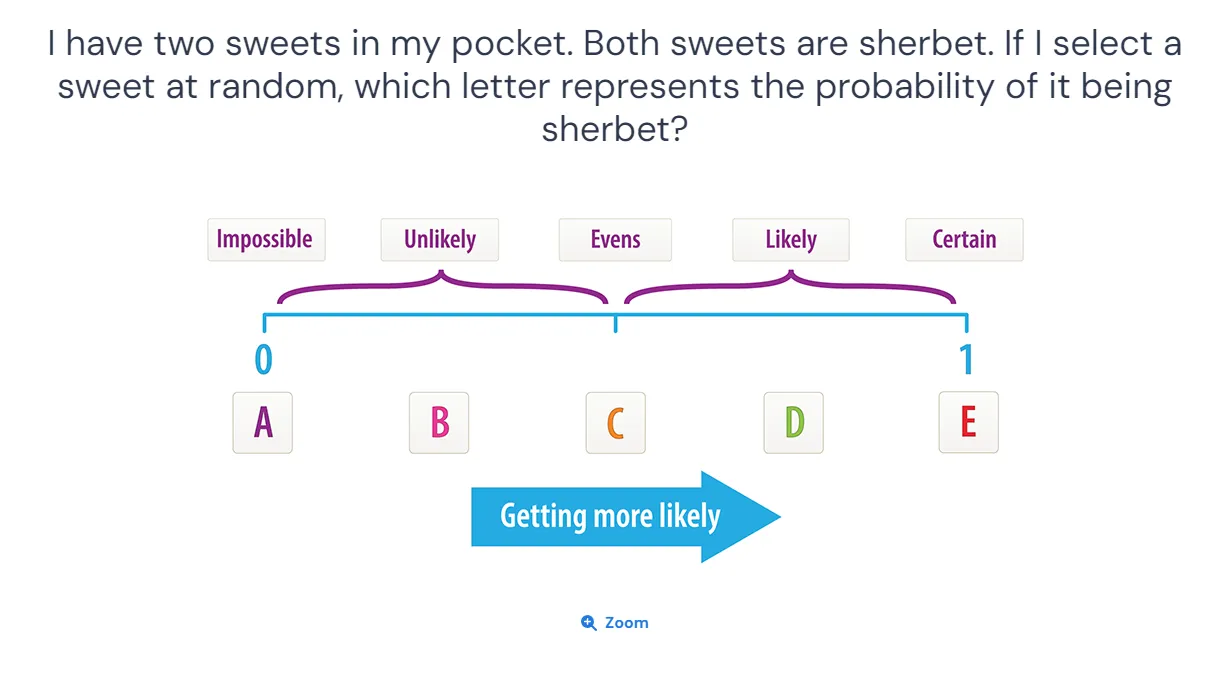 I have two sweets in my pocket. Both sweets are sherbet. If I select a
sweet at random, which letter represents the probability of it being
sherbet?
Impossible Unlikely Evens Likely Certain
0 1
A B C D E
Getting more likely
Zoom